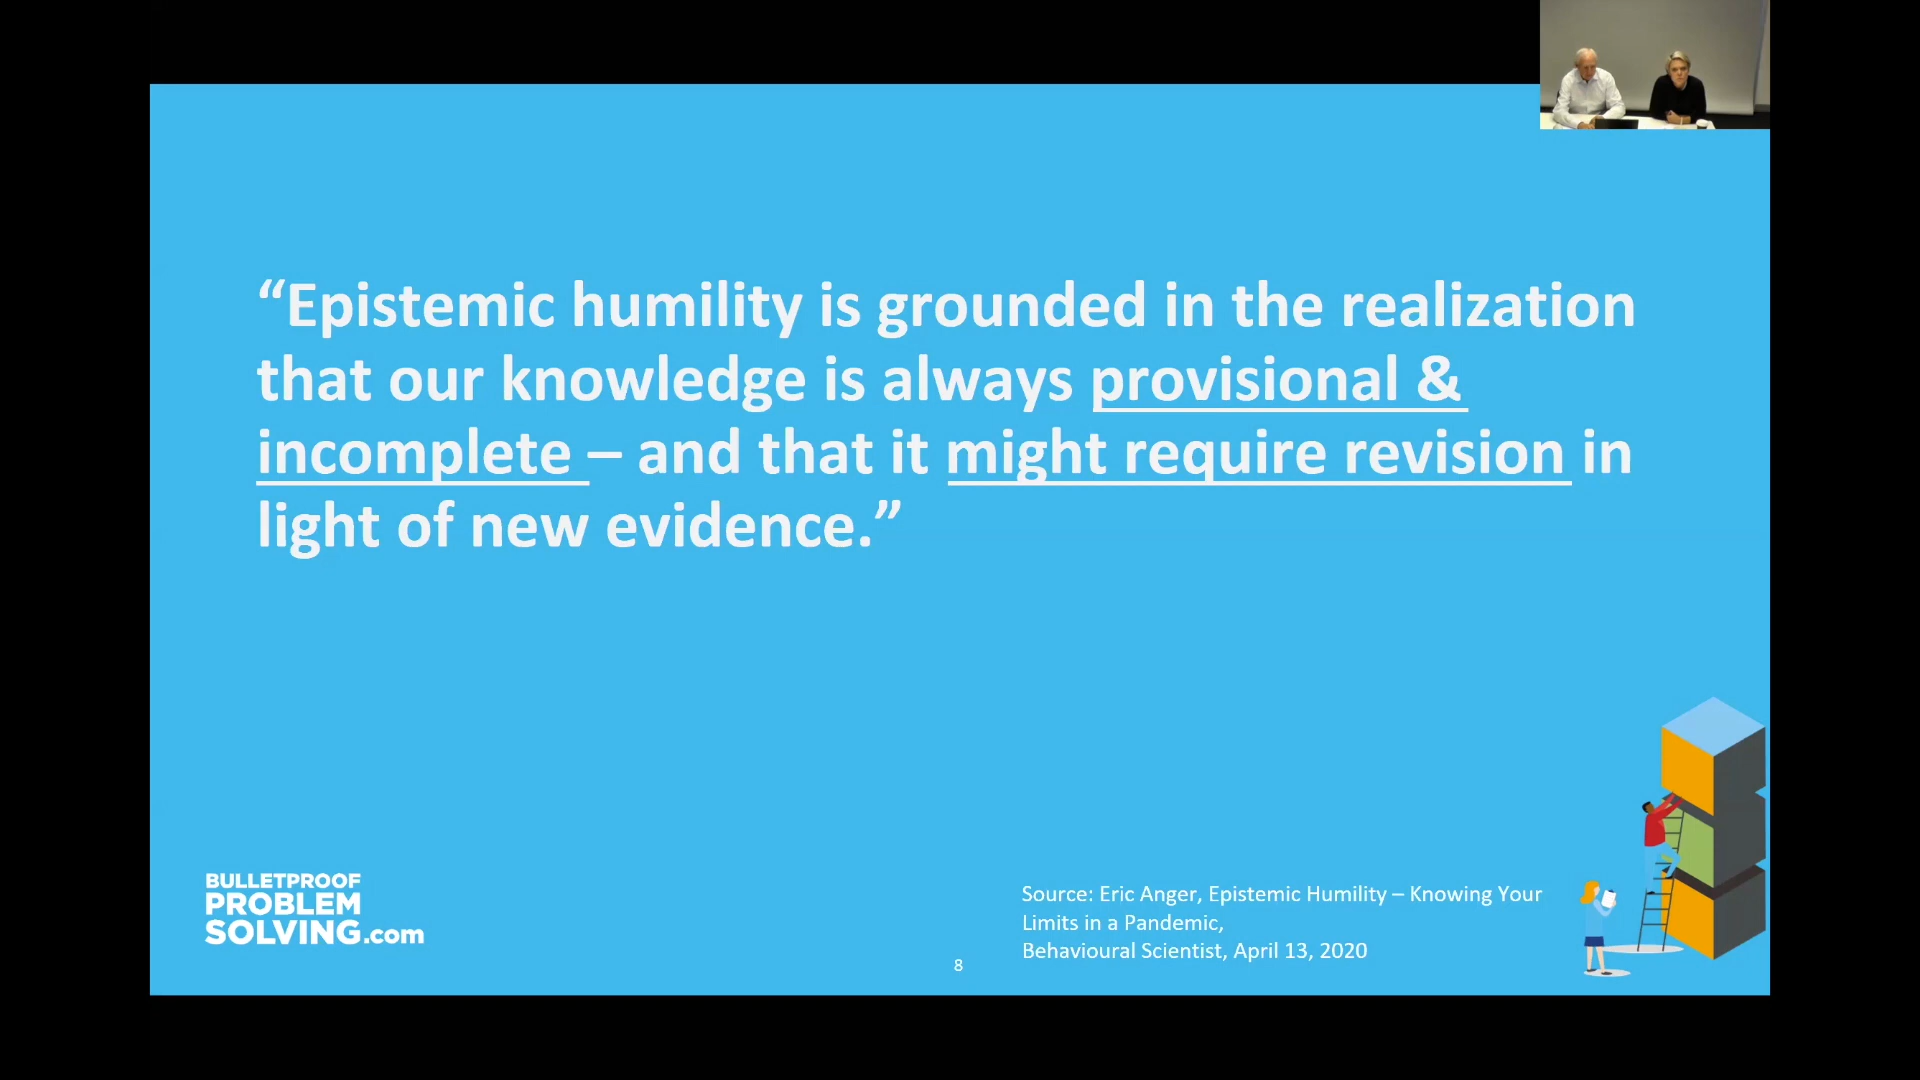 “Epistemic humility is grounded in the realization
that our knowledge is always provisional &
incomplete – and that it might require revision in
light of new evidence.”
BULLETPROOF
PROBLEM
SOLVING.com
8
Source: Eric Anger, Epistemic Humility – Knowing Your
Limits in a Pandemic,
Behavioural Scientist, April 13, 2020